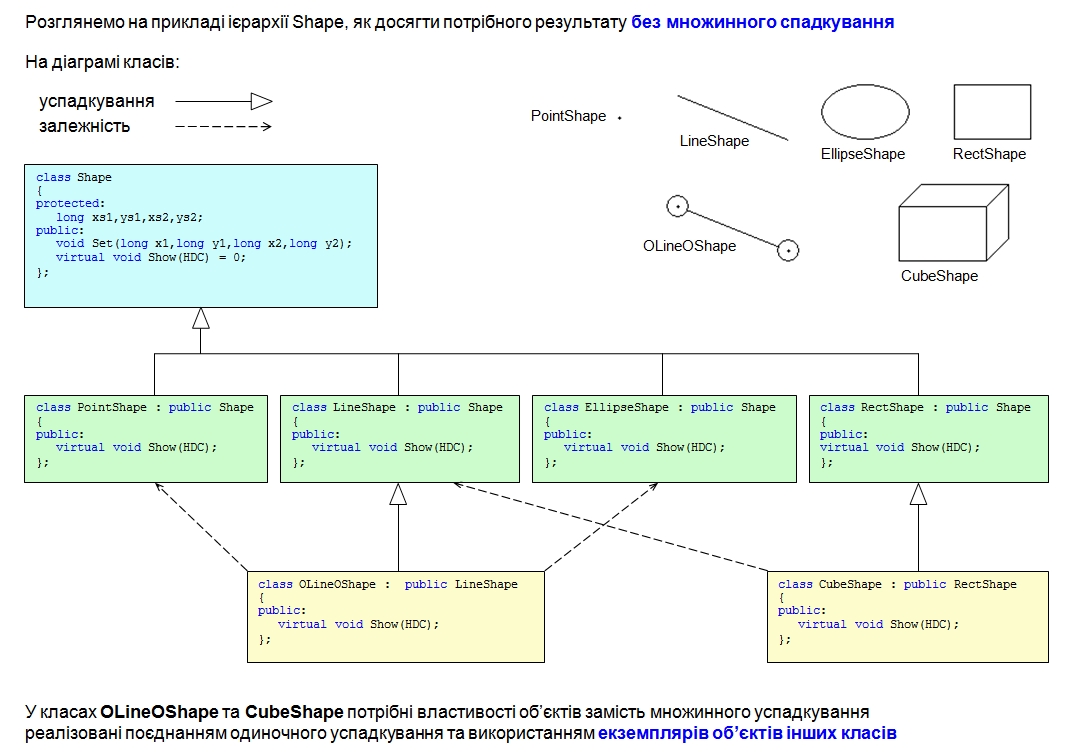 Розглянемо на прикладі ієрархії Shape, як досягти потрібного результату без множинного спадкування
На діаграмі класів:
успадкування
залежність
PointShape
LineShape
EllipseShape
RectShape
OLineOShape
CubeShape
class Shape
{
protected:
long xs1,ys1,xs2,ys2;
public:
void Set(long x1,long y1,long x2,long y2);
virtual void Show(HDC) = 0;
};
class PointShape : public Shape
{
public:
virtual void Show(HDC);
};
class LineShape : public Shape
{
public:
virtual void Show(HDC);
};
class EllipseShape : public Shape
{
public:
virtual void Show(HDC);
};
class RectShape : public Shape
{
public:
virtual void Show(HDC);
};
class OLineOShape : public LineShape
{
public:
virtual void Show(HDC);
};
class CubeShape : public RectShape
{
public:
virtual void Show(HDC);
};
У класах OLineOShape та CubeShape потрібні властивості об’єктів замість множинного успадкування
реалізовані поєднанням одиночного успадкування та використанням екземплярів об’єктів інших класів